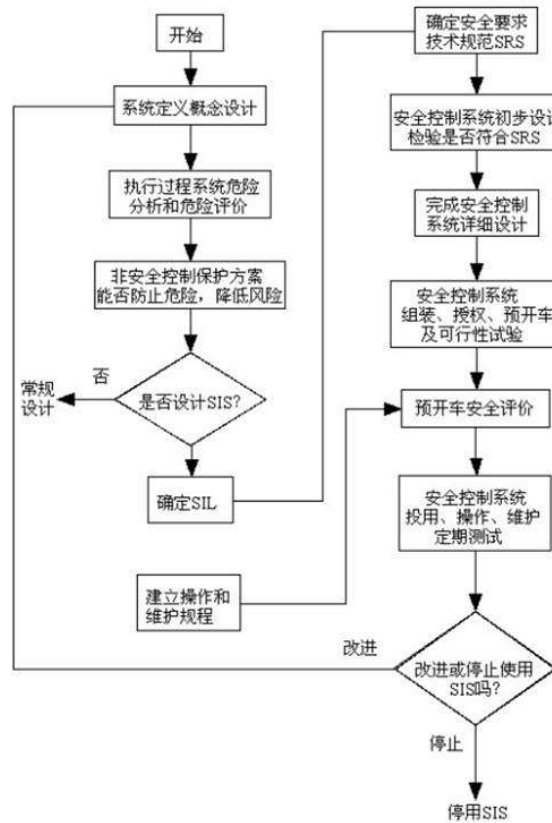 开始
系统定义概念设计
执行过程系统危险
分析和危险评价
非安全控制保护方案
能否防止危险，降低风险
是否设计SIS?
否
常规
设计
确定SIL
建立操作和
维护规程
确定安全要求
技术规范SRS
安全控制系统初步设计
检验是否符合SRS
完成安全控制
系统详细设计
安全控制系统
组装、授权、预开车
及可行性试验
预开车安全评价
安全控制系统
投用、操作、维护
定期测试
改进或停止使用
SIS吗?
改进
停止
停用SIS